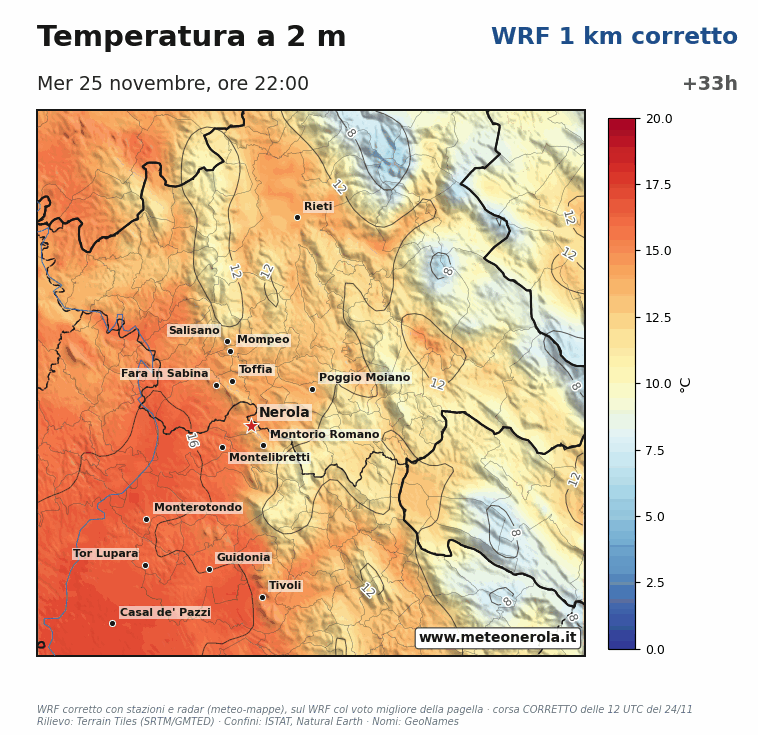 Temperatura a 2 m
WRF 1 km corretto
Mer 25 novembre, ore 22:00
+33h
8
12
Rieti
12
12
12
12
8
Salisano
Mompeo
Toffia
Fara in Sabina
Poggio Moiano
12
8
Nerola
16
Montorio Romano
Montelibretti
12
Monterotondo
8
Tor Lupara
Guidonia
Tivoli
12
8
Casal de' Pazzi
8
www.meteonerola.it
20.0
17.5
15.0
12.5
10.0
7.5
5.0
2.5
0.0
°C
WRF corretto con stazioni e radar (meteo-mappe), sul WRF col voto migliore della pagella · corsa CORRETTO delle 12 UTC del 24/11
Rilievo: Terrain Tiles (SRTM/GMTED) · Confini: ISTAT, Natural Earth · Nomi: GeoNames